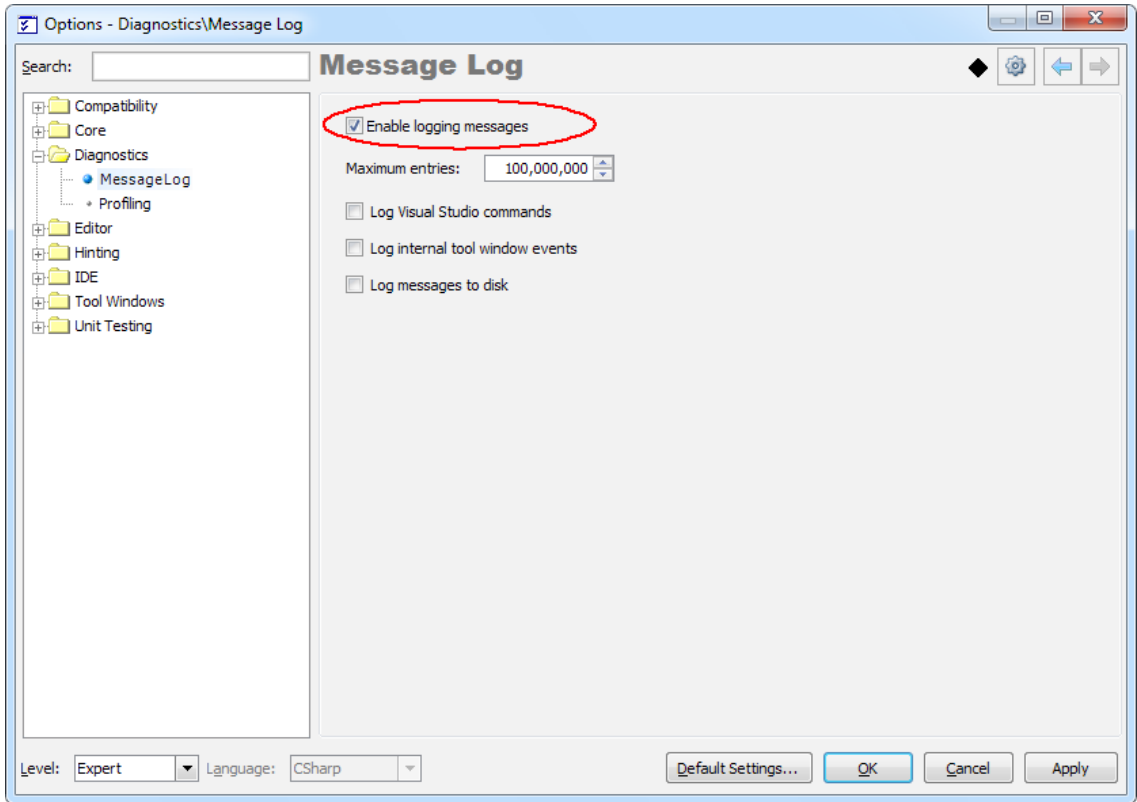 Options - Diagnostics\Message Log
Search:
Message Log
Compatibility
Core
Diagnostics
MessageLog
Profiling
Editor
Hinting
IDE
Tool Windows
Unit Testing
Enable logging messages
Maximum entries: 100,000,000
Log Visual Studio commands
Log internal tool window events
Log messages to disk
Level: Expert Language: CSharp Default Settings... OK Cancel Apply